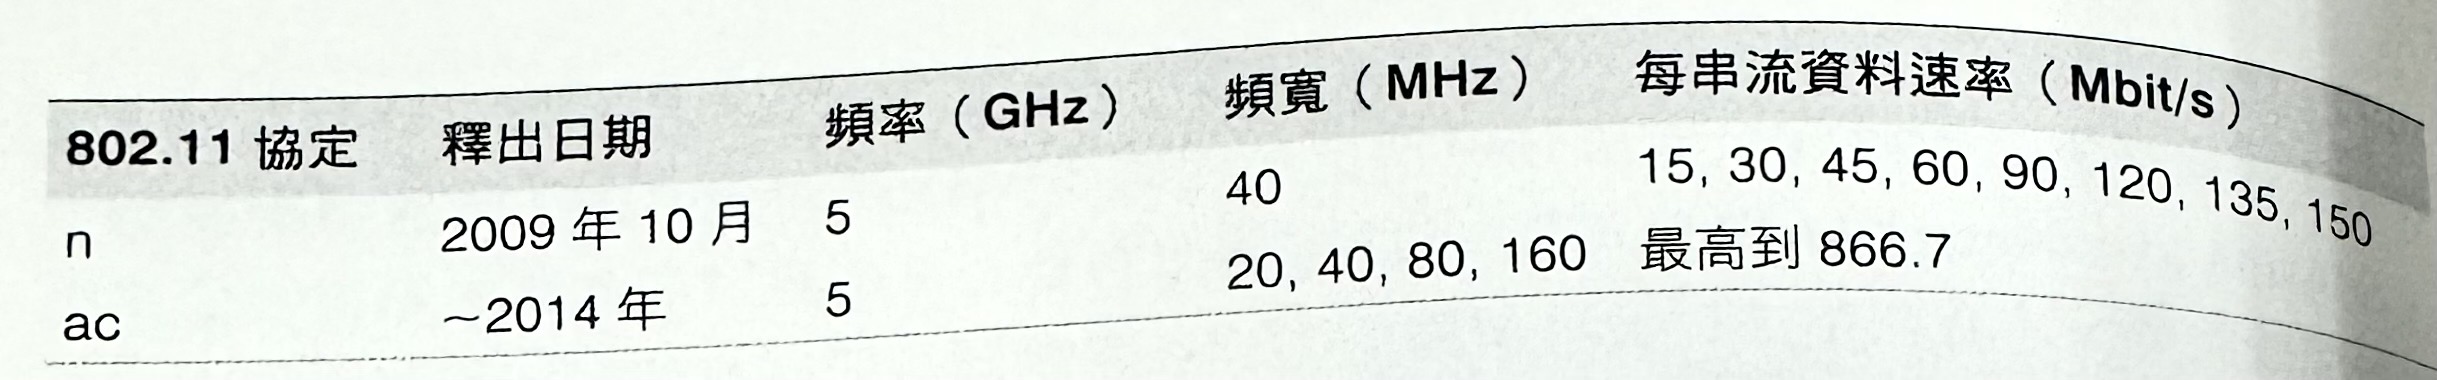 802.11 協定 釋出日期 頻率（GHz） 頻寬（MHz） 每串流資料速率（Mbit/s）
n 2009 年 10 月 5 40 15, 30, 45, 60, 90, 120, 135, 150
ac ~2014 年 5 20, 40, 80, 160 最高到 866.7